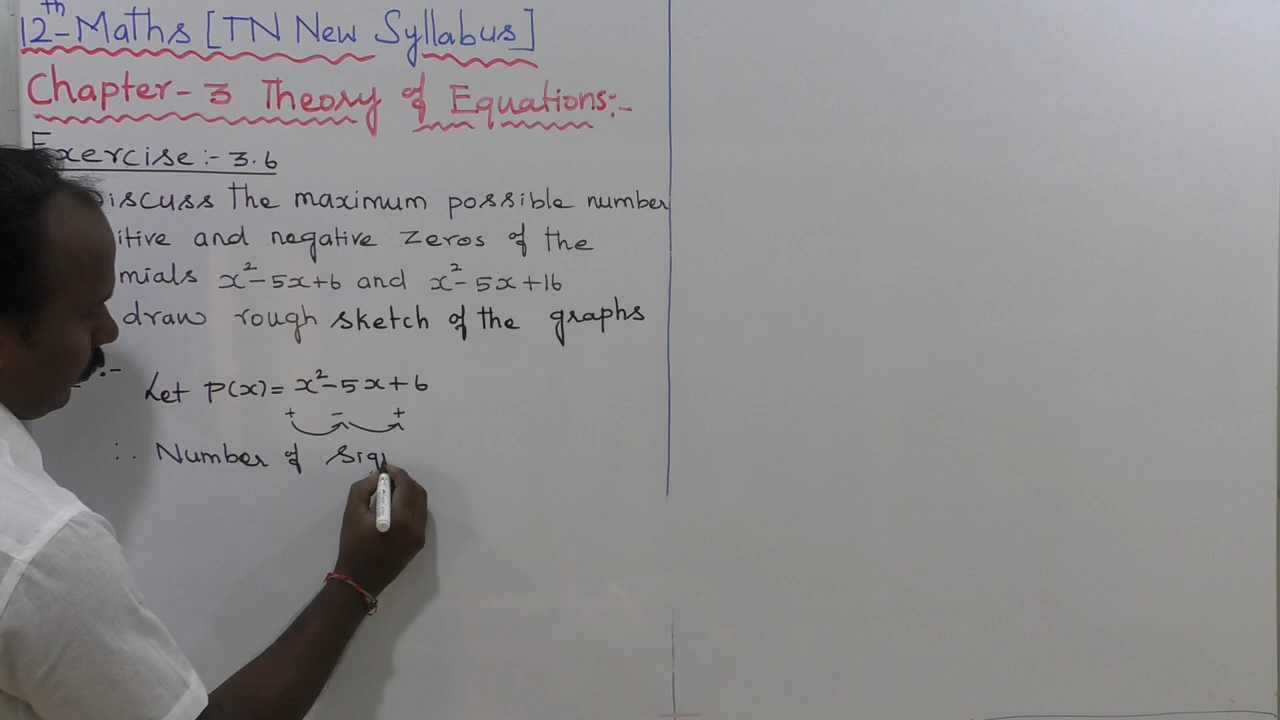 12th-Maths [TN New Syllabus]
Chapter-3 Theory of Equations:-
Exercise:-3.6
iscuss the maximum possible number
itive and negative zeros of the
mials x²-5x+6 and x²-5x+16
draw rough sketch of the graphs
:-
Let P(x)= x²-5x+6
+ - +
∴ Number of sig